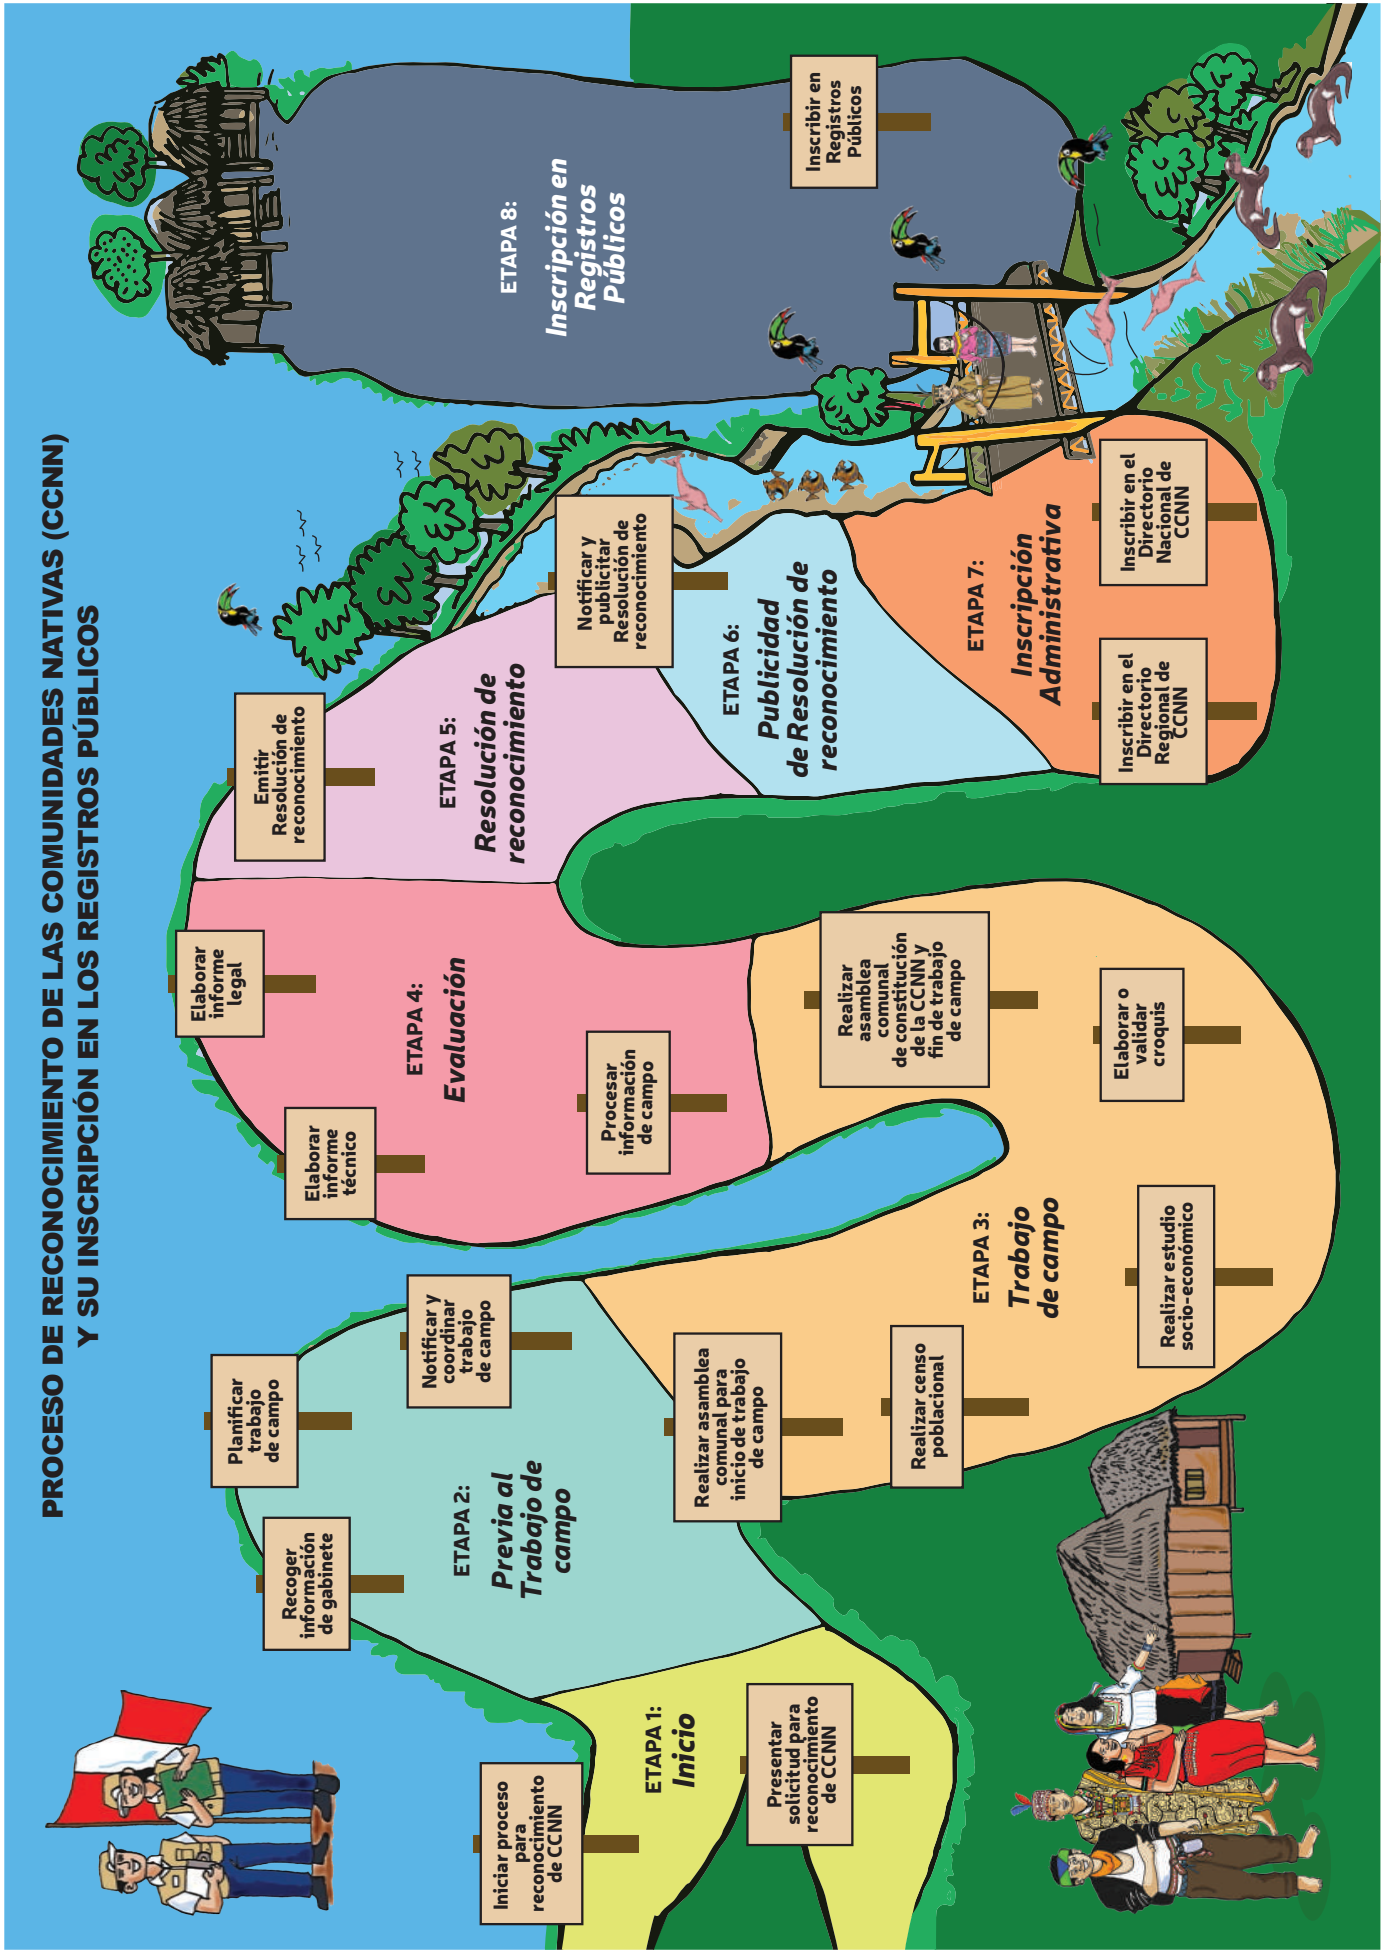 PROCESO DE RECONOCIMIENTO DE LAS COMUNIDADES NATIVAS (CCNN)
Y SU INSCRIPCIÓN EN LOS REGISTROS PÚBLICOS
Iniciar proceso
para
reconocimiento
de CCNN
ETAPA 1:
Inicio
Presentar
solicitud para
reconocimiento
de CCNN
Recoger
información
de gabinete
Planificar
trabajo
de campo
Notificar y
coordinar
trabajo
de campo
ETAPA 2:
Previa al
Trabajo de
campo
Realizar asamblea
comunal para
inicio de trabajo
de campo
Realizar censo
poblacional
ETAPA 3:
Trabajo
de campo
Realizar estudio
socio-económico
Elaborar o
validar
croquis
Realizar
asamblea
comunal
de constitución
de la CCNN y
fin de trabajo
de campo
Procesar
información
de campo
ETAPA 4:
Evaluación
Elaborar
informe
técnico
Elaborar
informe
legal
Emitir
Resolución de
reconocimiento
ETAPA 5:
Resolución de
reconocimiento
Notificar y
publicitar
Resolución de
reconocimiento
ETAPA 6:
Publicidad
de Resolución de
reconocimiento
ETAPA 7:
Inscripción
Administrativa
Inscribir en el
Directorio
Regional de
CCNN
Inscribir en el
Directorio
Nacional de
CCNN
ETAPA 8:
Inscripción en
Registros
Públicos
Inscribir en
Registros
Públicos